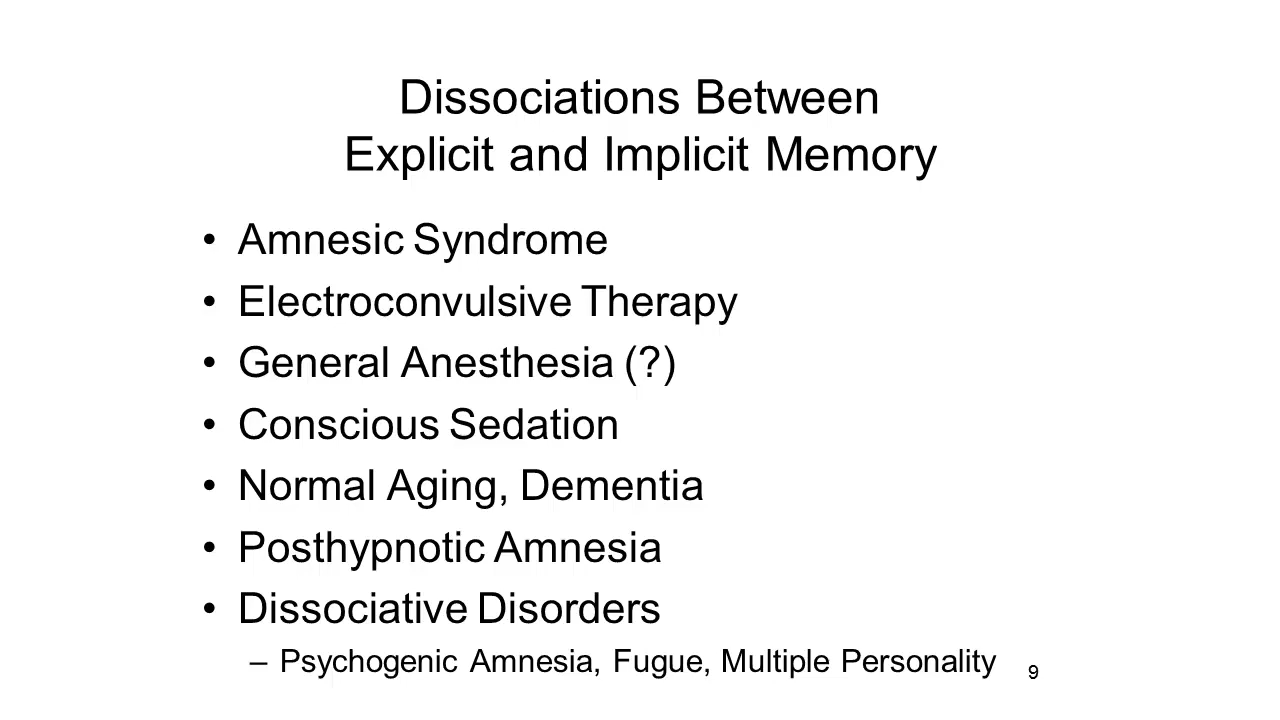 Dissociations Between
Explicit and Implicit Memory
• Amnesic Syndrome
• Electroconvulsive Therapy
• General Anesthesia (?)
• Conscious Sedation
• Normal Aging, Dementia
• Posthypnotic Amnesia
• Dissociative Disorders
– Psychogenic Amnesia, Fugue, Multiple Personality
9